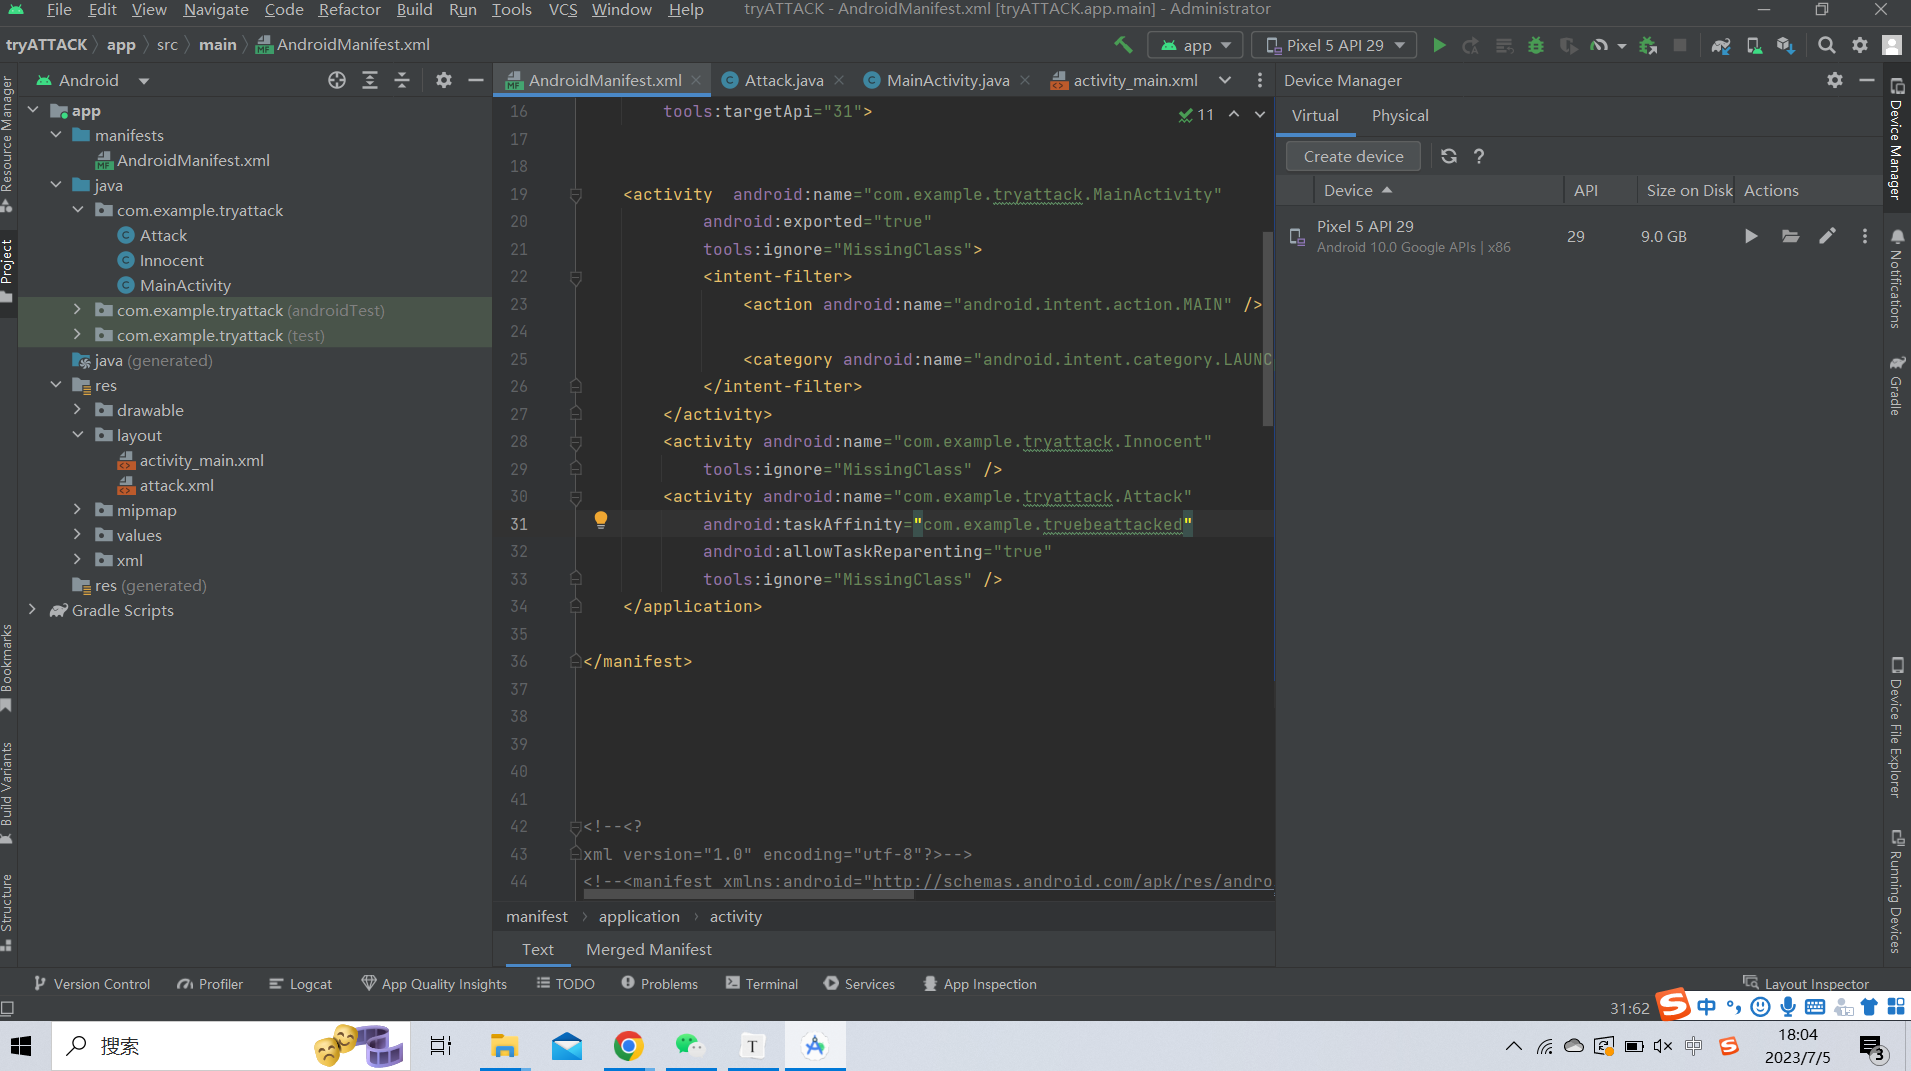 File Edit View Navigate Code Refactor Build Run Tools VCS Window Help tryATTACK - AndroidManifest.xml [tryATTACK.app.main] - Administrator
tryATTACK app src main AndroidManifest.xml app Pixel 5 API 29
Android
AndroidManifest.xml Attack.java MainActivity.java activity_main.xml
Device Manager
Resource Manager
Project
Bookmarks
Build Variants
Structure
app
manifests
AndroidManifest.xml
java
com.example.tryattack
Attack
Innocent
MainActivity
com.example.tryattack (androidTest)
com.example.tryattack (test)
java (generated)
res
drawable
layout
activity_main.xml
attack.xml
mipmap
values
xml
res (generated)
Gradle Scripts
11
16 tools:targetApi="31">
17
18
19 <activity android:name="com.example.tryattack.MainActivity"
20 android:exported="true"
21 tools:ignore="MissingClass">
22 <intent-filter>
23 <action android:name="android.intent.action.MAIN" />
24
25 <category android:name="android.intent.category.LAUNC
26 </intent-filter>
27 </activity>
28 <activity android:name="com.example.tryattack.Innocent"
29 tools:ignore="MissingClass" />
30 <activity android:name="com.example.tryattack.Attack"
31 android:taskAffinity="com.example.truebeattacked"
32 android:allowTaskReparenting="true"
33 tools:ignore="MissingClass" />
34 </application>
35
36 </manifest>
37
38
39
40
41
42 <!--<?
43 xml version="1.0" encoding="utf-8"?>-->
44 <!--<manifest xmlns:android="http://schemas.android.com/apk/res/andro
manifest application activity
Text Merged Manifest
Virtual Physical
Create device ?
Device API Size on Disk Actions
Pixel 5 API 29 29 9.0 GB
Android 10.0 Google APIs | x86
Device Manager
Notifications
Gradle
Device File Explorer
Running Devices
Version Control Profiler Logcat App Quality Insights TODO Problems Terminal Services App Inspection Layout Inspector
31:62 S 中
搜索
T
中 S
18:04
2023/7/5
3